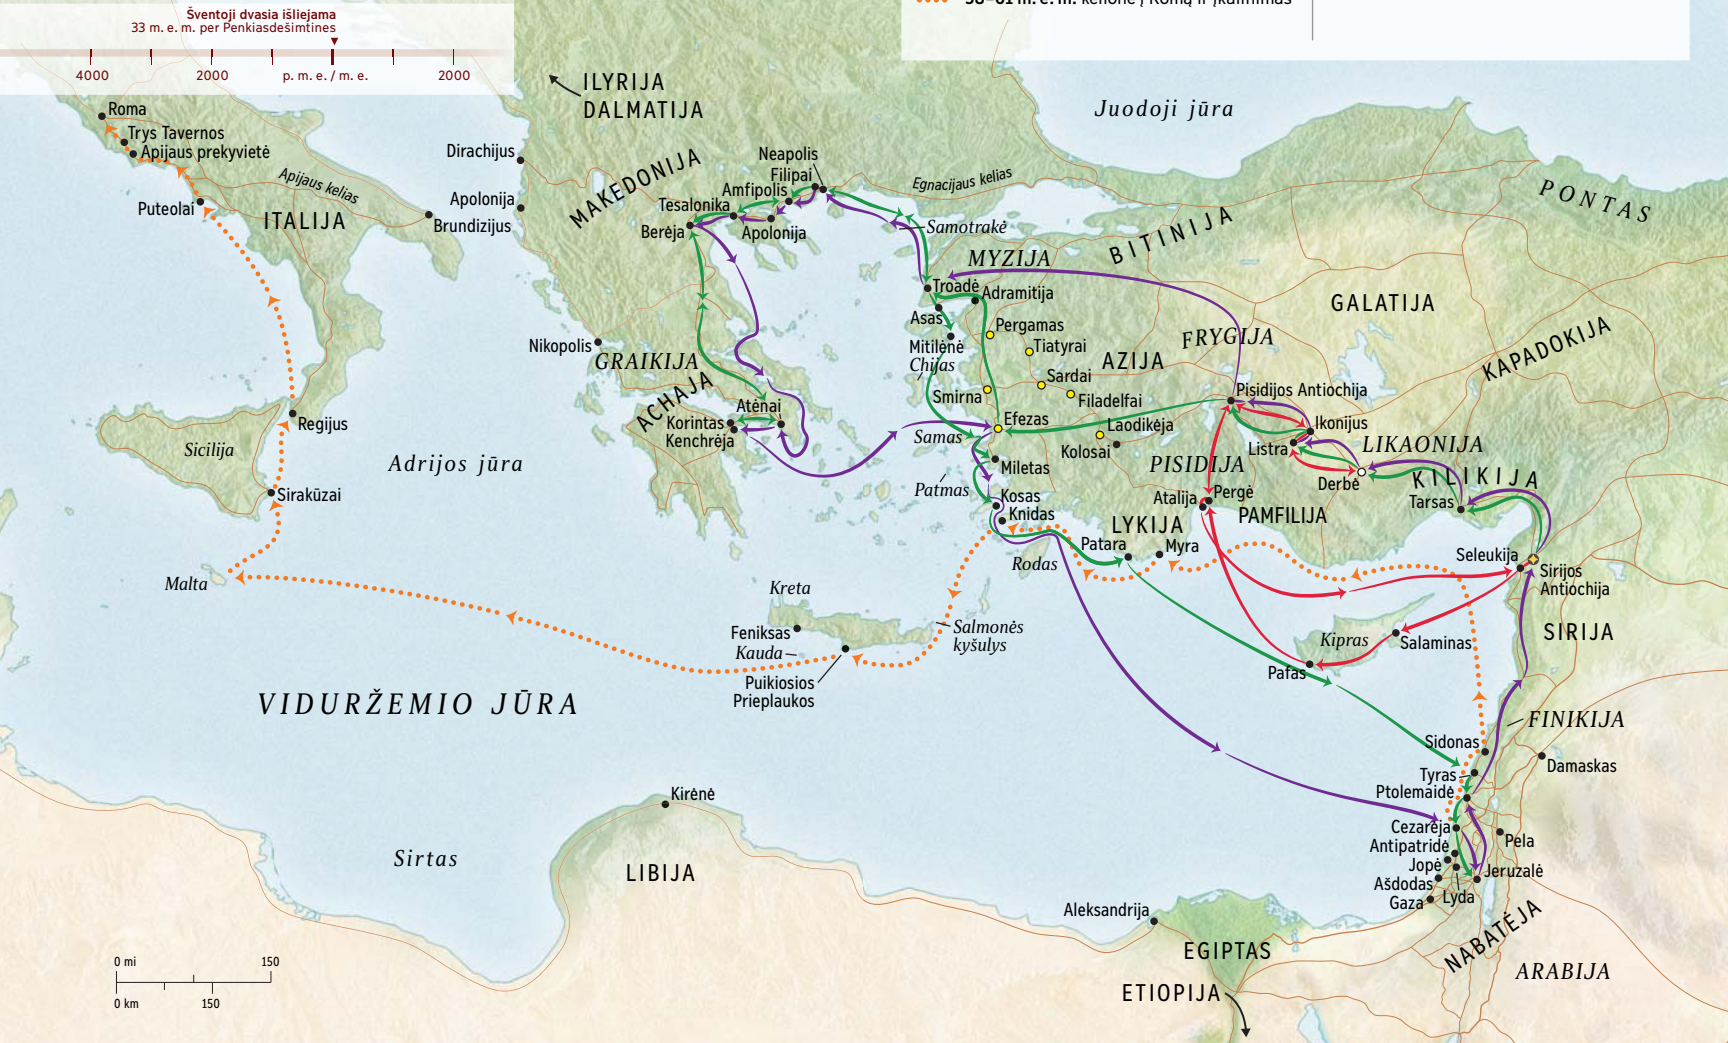 Šventoji dvasia išliejama
33 m. e. m. per Penkiasdešimtines
4000
2000
p. m. e. / m. e.
2000
58–61 m. e. m. kelionė į Romą ir įkalinimas
ILYRIJA
DALMATIJA
Juodoji jūra
Roma
Trys Tavernos
Apijaus prekyvietė
Puteolai
Apijaus kelias
ITALIJA
Brundizijus
Dirachijus
Apolonija
MAKEDONIJA
Neapolis
Filipai
Amfipolis
Tesalonika
Berėja
Apolonija
Egnacijaus kelias
Samotrakė
PONTAS
BITINIJA
MYZIJA
Troadė
Adramitija
Asas
Mitilėnė
Chijas
Pergamas
Tiatyrai
Sardai
Smirna
Filadelfai
AZIJA
FRYGIJA
GALATIJA
KAPADOKIJA
Nikopolis
GRAIKIJA
ACHAJA
Atėnai
Korintas
Kenchrėja
Efezas
Samas
Laodikėja
Kolosai
Miletas
Patmas
Pisidijos Antiochija
Ikonijus
Listra
LIKAONIJA
Derbė
KILIKIJA
Tarsas
PISIDIJA
Pergė
Atalija
PAMFILIJA
Kosas
Knidas
LYKIJA
Patara
Myra
Rodas
Seleukija
Sirijos
Antiochija
SIRIJA
Regijus
Sicilija
Sirakūzai
Adrijos jūra
Malta
Kreta
Feniksas
Kauda
Salmonės
kyšulys
Puikiosios
Prieplaukos
Kipras
Salaminas
Pafas
VIDURŽEMIO JŪRA
FINIKIJA
Sidonas
Tyras
Damaskas
Ptolemaidė
Cezarėja
Antipatridė
Pela
Jopė
Jeruzalė
Ašdodas
Lyda
Gaza
Kirėnė
Sirtas
LIBIJA
Aleksandrija
EGIPTAS
NABATĖJA
ARABIJA
ETIOPIJA
0 mi
150
0 km
150